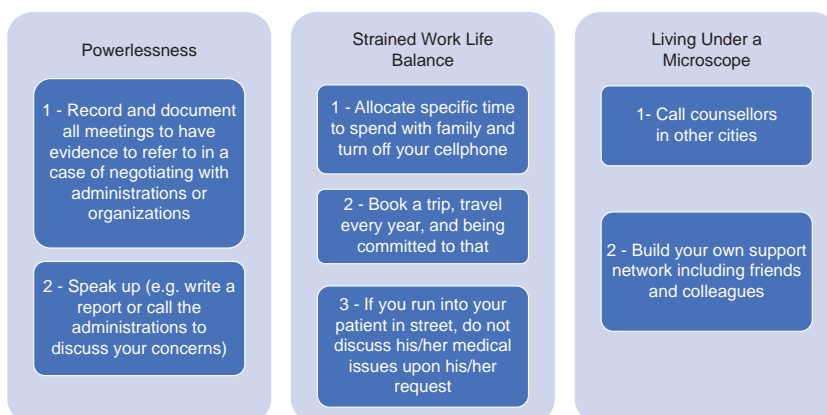 Powerlessness
1 - Record and document
all meetings to have
evidence to refer to in a
case of negotiating with
administrations or
organizations
2 - Speak up (e.g. write a
report or call the
administrations to
discuss your concerns)
Strained Work Life
Balance
1 - Allocate specific time
to spend with family and
turn off your cellphone
2 - Book a trip, travel
every year, and being
committed to that
3 - If you run into your
patient in street, do not
discuss his/her medical
issues upon his/her
request
Living Under a
Microscope
1- Call counsellors
in other cities
2 - Build your own support
network including friends
and colleagues